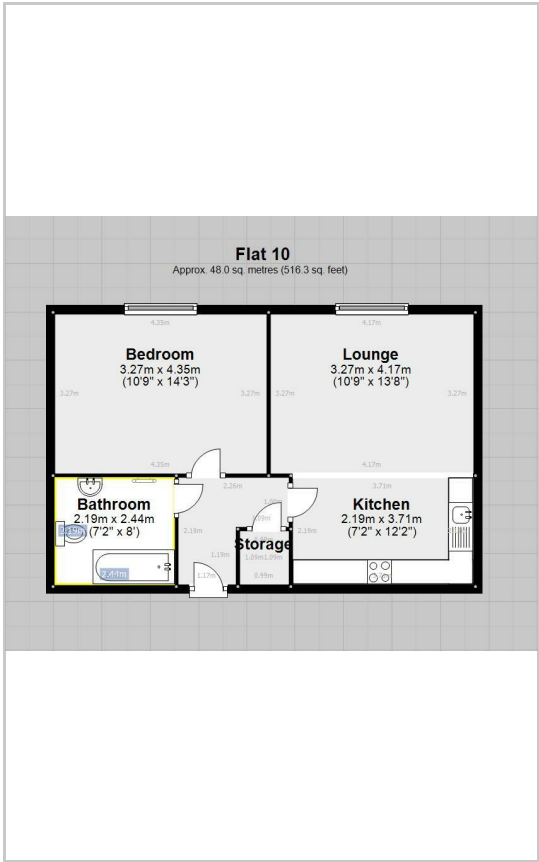 Flat 10
Approx. 48.0 sq. metres (516.3 sq. feet)
4.35m
4.17m
Bedroom
3.27m x 4.35m
(10'9" x 14'3")
Lounge
3.27m x 4.17m
(10'9" x 13'8")
3.27m
3.27m
3.27m
3.27m
4.35m
4.17m
2.26m
3.71m
Bathroom
2.19m x 2.44m
(7'2" x 8')
Kitchen
2.19m x 3.71m
(7'2" x 12'2")
2.19m
2.19m
Storage
1.19m
1.09m
1.09m
2.44m
1.17m
0.99m